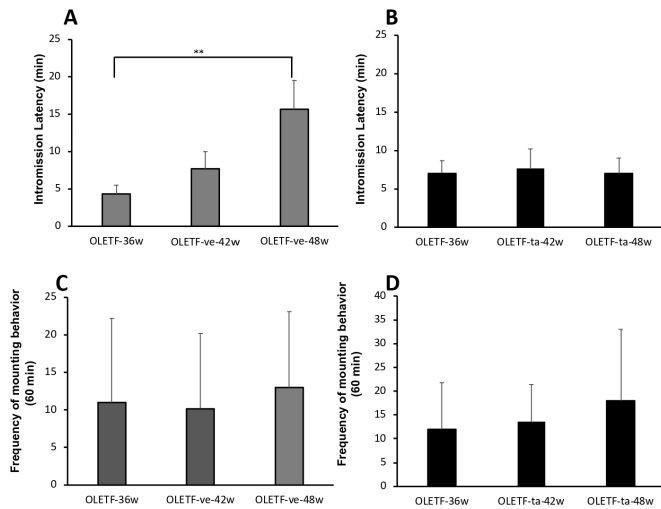 A
Intromission Latency (min)
25
20
15
10
5
0
**
OLETF-36w
OLETF-ve-42w
OLETF-ve-48w
B
Intromission Latency (min)
25
20
15
10
5
0
OLETF-36w
OLETF-ta-42w
OLETF-ta-48w
C
Frequency of mounting behavior
(60 min)
25
20
15
10
5
0
OLETF-36w
OLETF-ve-42w
OLETF-ve-48w
D
Frequency of mounting behavior
(60 min)
40
35
30
25
20
15
10
5
0
OLETF-36w
OLETF-ta-42w
OLETF-ta-48w